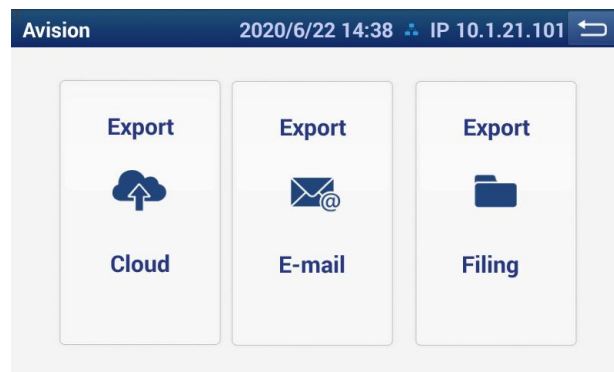 Avision 2020/6/22 14:38 IP 10.1.21.101
Export Export Export
@
Cloud E-mail Filing